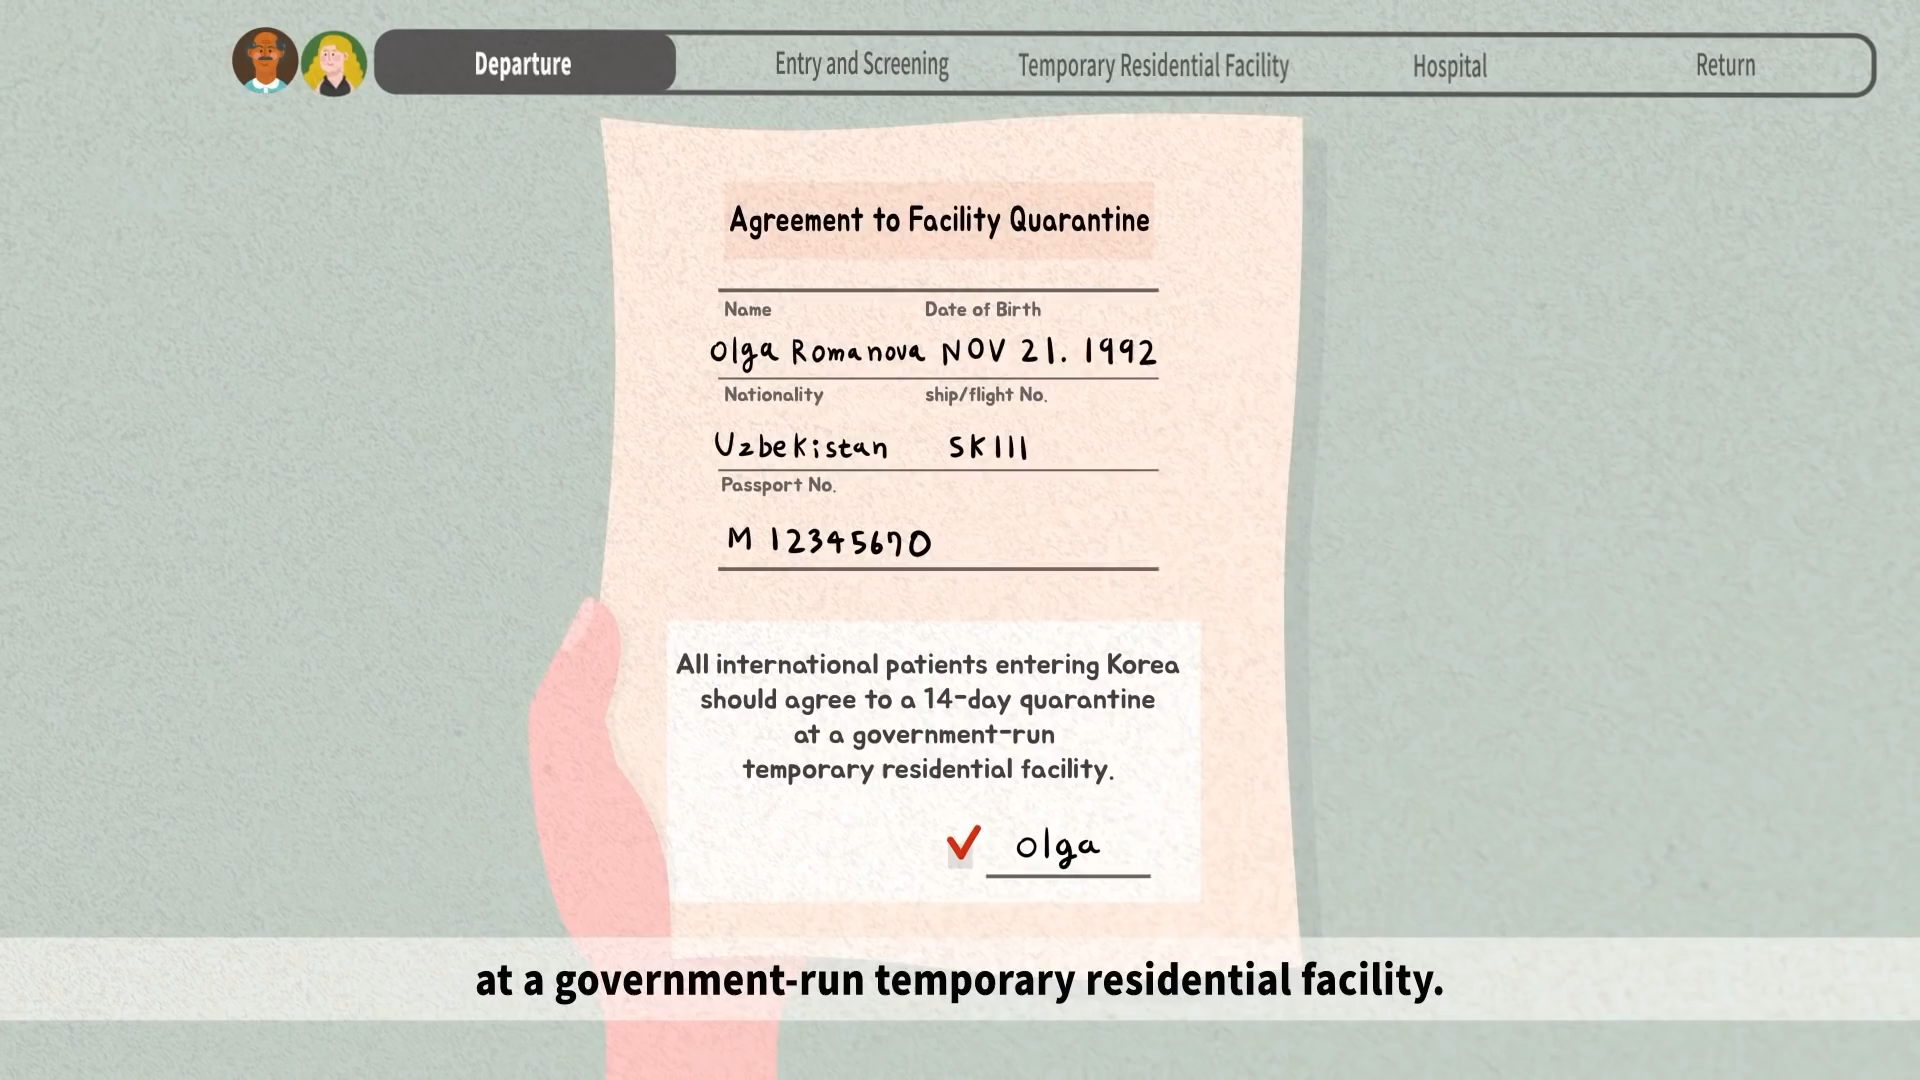 Departure Entry and Screening Temporary Residential Facility Hospital Return
Agreement to Facility Quarantine
Name Date of Birth
Olga Romanova NOV 21. 1992
Nationality ship/flight No.
Uzbekistan SK111
Passport No.
M 12345670
All international patients entering Korea
should agree to a 14-day quarantine
at a government-run
temporary residential facility.
Olga
at a government-run temporary residential facility.